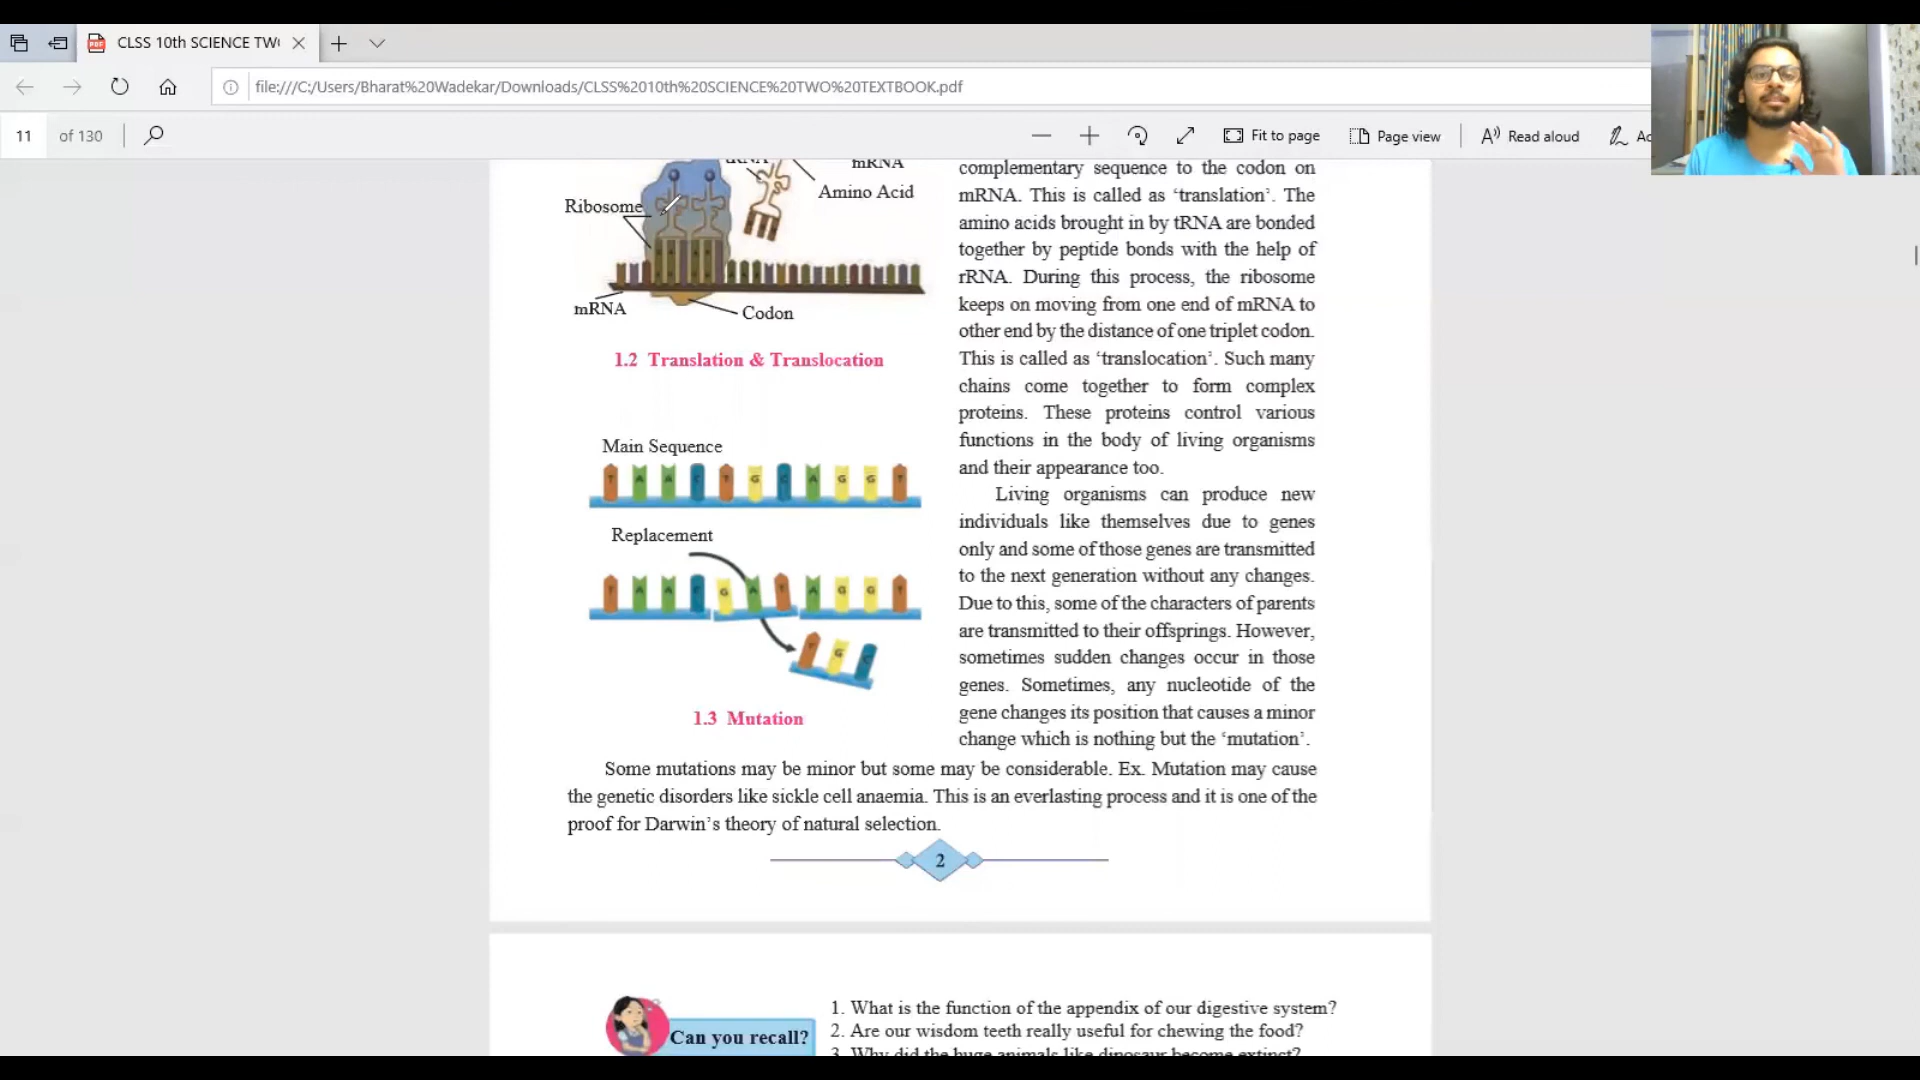 CLSS 10th SCIENCE TW
file:///C:/Users/Bharat%20Wadekar/Downloads/CLSS%2010th%20SCIENCE%20TWO%20TEXTBOOK.pdf
11 of 130
Fit to page
Page view
Read aloud
tRNA
mRNA
Amino Acid
Ribosome
mRNA
Codon
1.2 Translation & Translocation
Main Sequence
T A A C T G C A G G T
Replacement
T A A C G A T A G G T
T G C
1.3 Mutation
complementary sequence to the codon on
mRNA. This is called as ‘translation’. The
amino acids brought in by tRNA are bonded
together by peptide bonds with the help of
rRNA. During this process, the ribosome
keeps on moving from one end of mRNA to
other end by the distance of one triplet codon.
This is called as ‘translocation’. Such many
chains come together to form complex
proteins. These proteins control various
functions in the body of living organisms
and their appearance too.
Living organisms can produce new
individuals like themselves due to genes
only and some of those genes are transmitted
to the next generation without any changes.
Due to this, some of the characters of parents
are transmitted to their offsprings. However,
sometimes sudden changes occur in those
genes. Sometimes, any nucleotide of the
gene changes its position that causes a minor
change which is nothing but the ‘mutation’.
Some mutations may be minor but some may be considerable. Ex. Mutation may cause
the genetic disorders like sickle cell anaemia. This is an everlasting process and it is one of the
proof for Darwin’s theory of natural selection.
2
Can you recall?
1. What is the function of the appendix of our digestive system?
2. Are our wisdom teeth really useful for chewing the food?
3. Why did the huge animals like dinosaur become extinct?